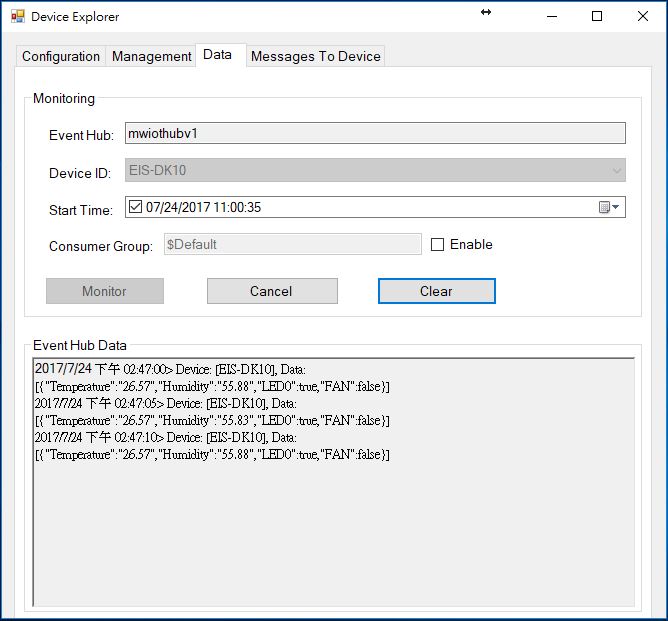 Device Explorer
Configuration Management Data Messages To Device
Monitoring
Event Hub: mwiothubv1
Device ID: EIS-DK10
Start Time: 07/24/2017 11:00:35
Consumer Group: $Default Enable
Monitor Cancel Clear
Event Hub Data
2017/7/24 下午 02:47:00> Device: [EIS-DK10], Data:
[{"Temperature":"26.57","Humidity":"55.88","LED0":true,"FAN":false}]
2017/7/24 下午 02:47:05> Device: [EIS-DK10], Data:
[{"Temperature":"26.57","Humidity":"55.83","LED0":true,"FAN":false}]
2017/7/24 下午 02:47:10> Device: [EIS-DK10], Data:
[{"Temperature":"26.57","Humidity":"55.88","LED0":true,"FAN":false}]